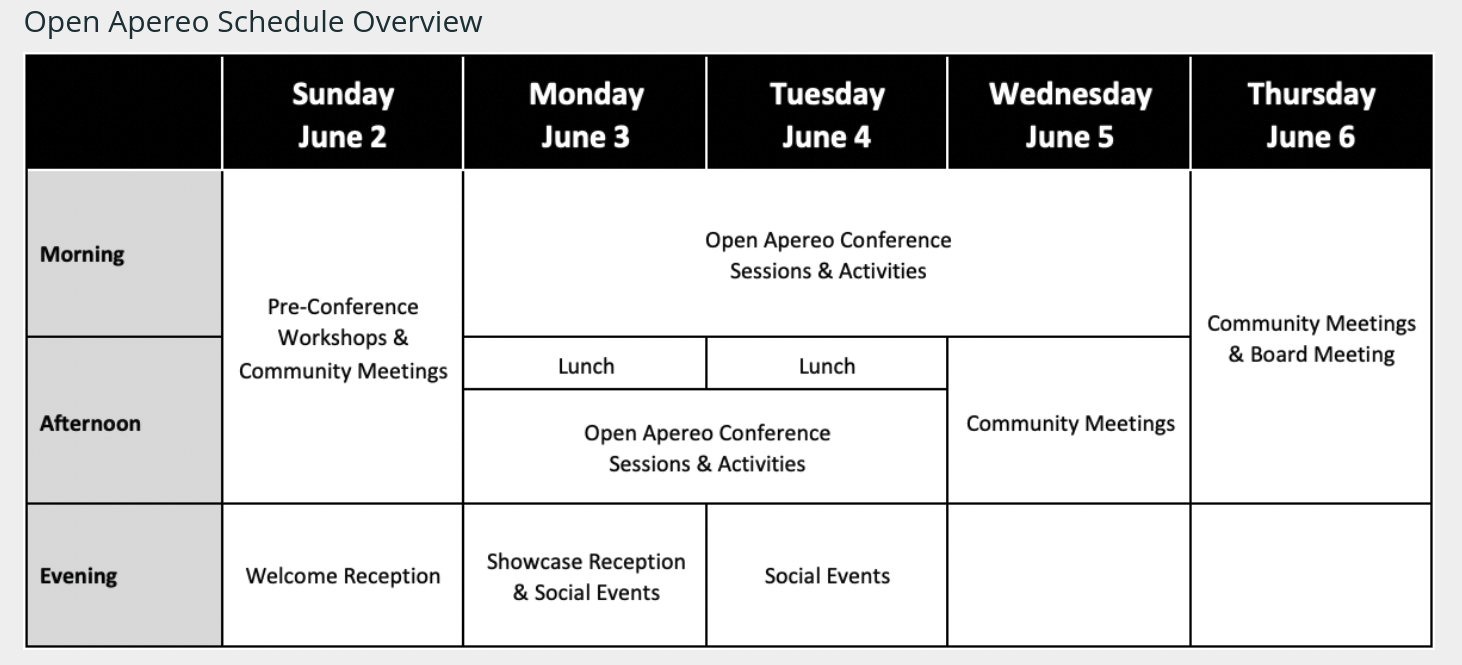 Open Apereo Schedule Overview
Sunday
June 2
Monday
June 3
Tuesday
June 4
Wednesday
June 5
Thursday
June 6
Morning
Pre-Conference
Workshops &
Community Meetings
Open Apereo Conference
Sessions & Activities
Community Meetings
& Board Meeting
Afternoon
Lunch
Lunch
Open Apereo Conference
Sessions & Activities
Community Meetings
Evening
Welcome Reception
Showcase Reception
& Social Events
Social Events